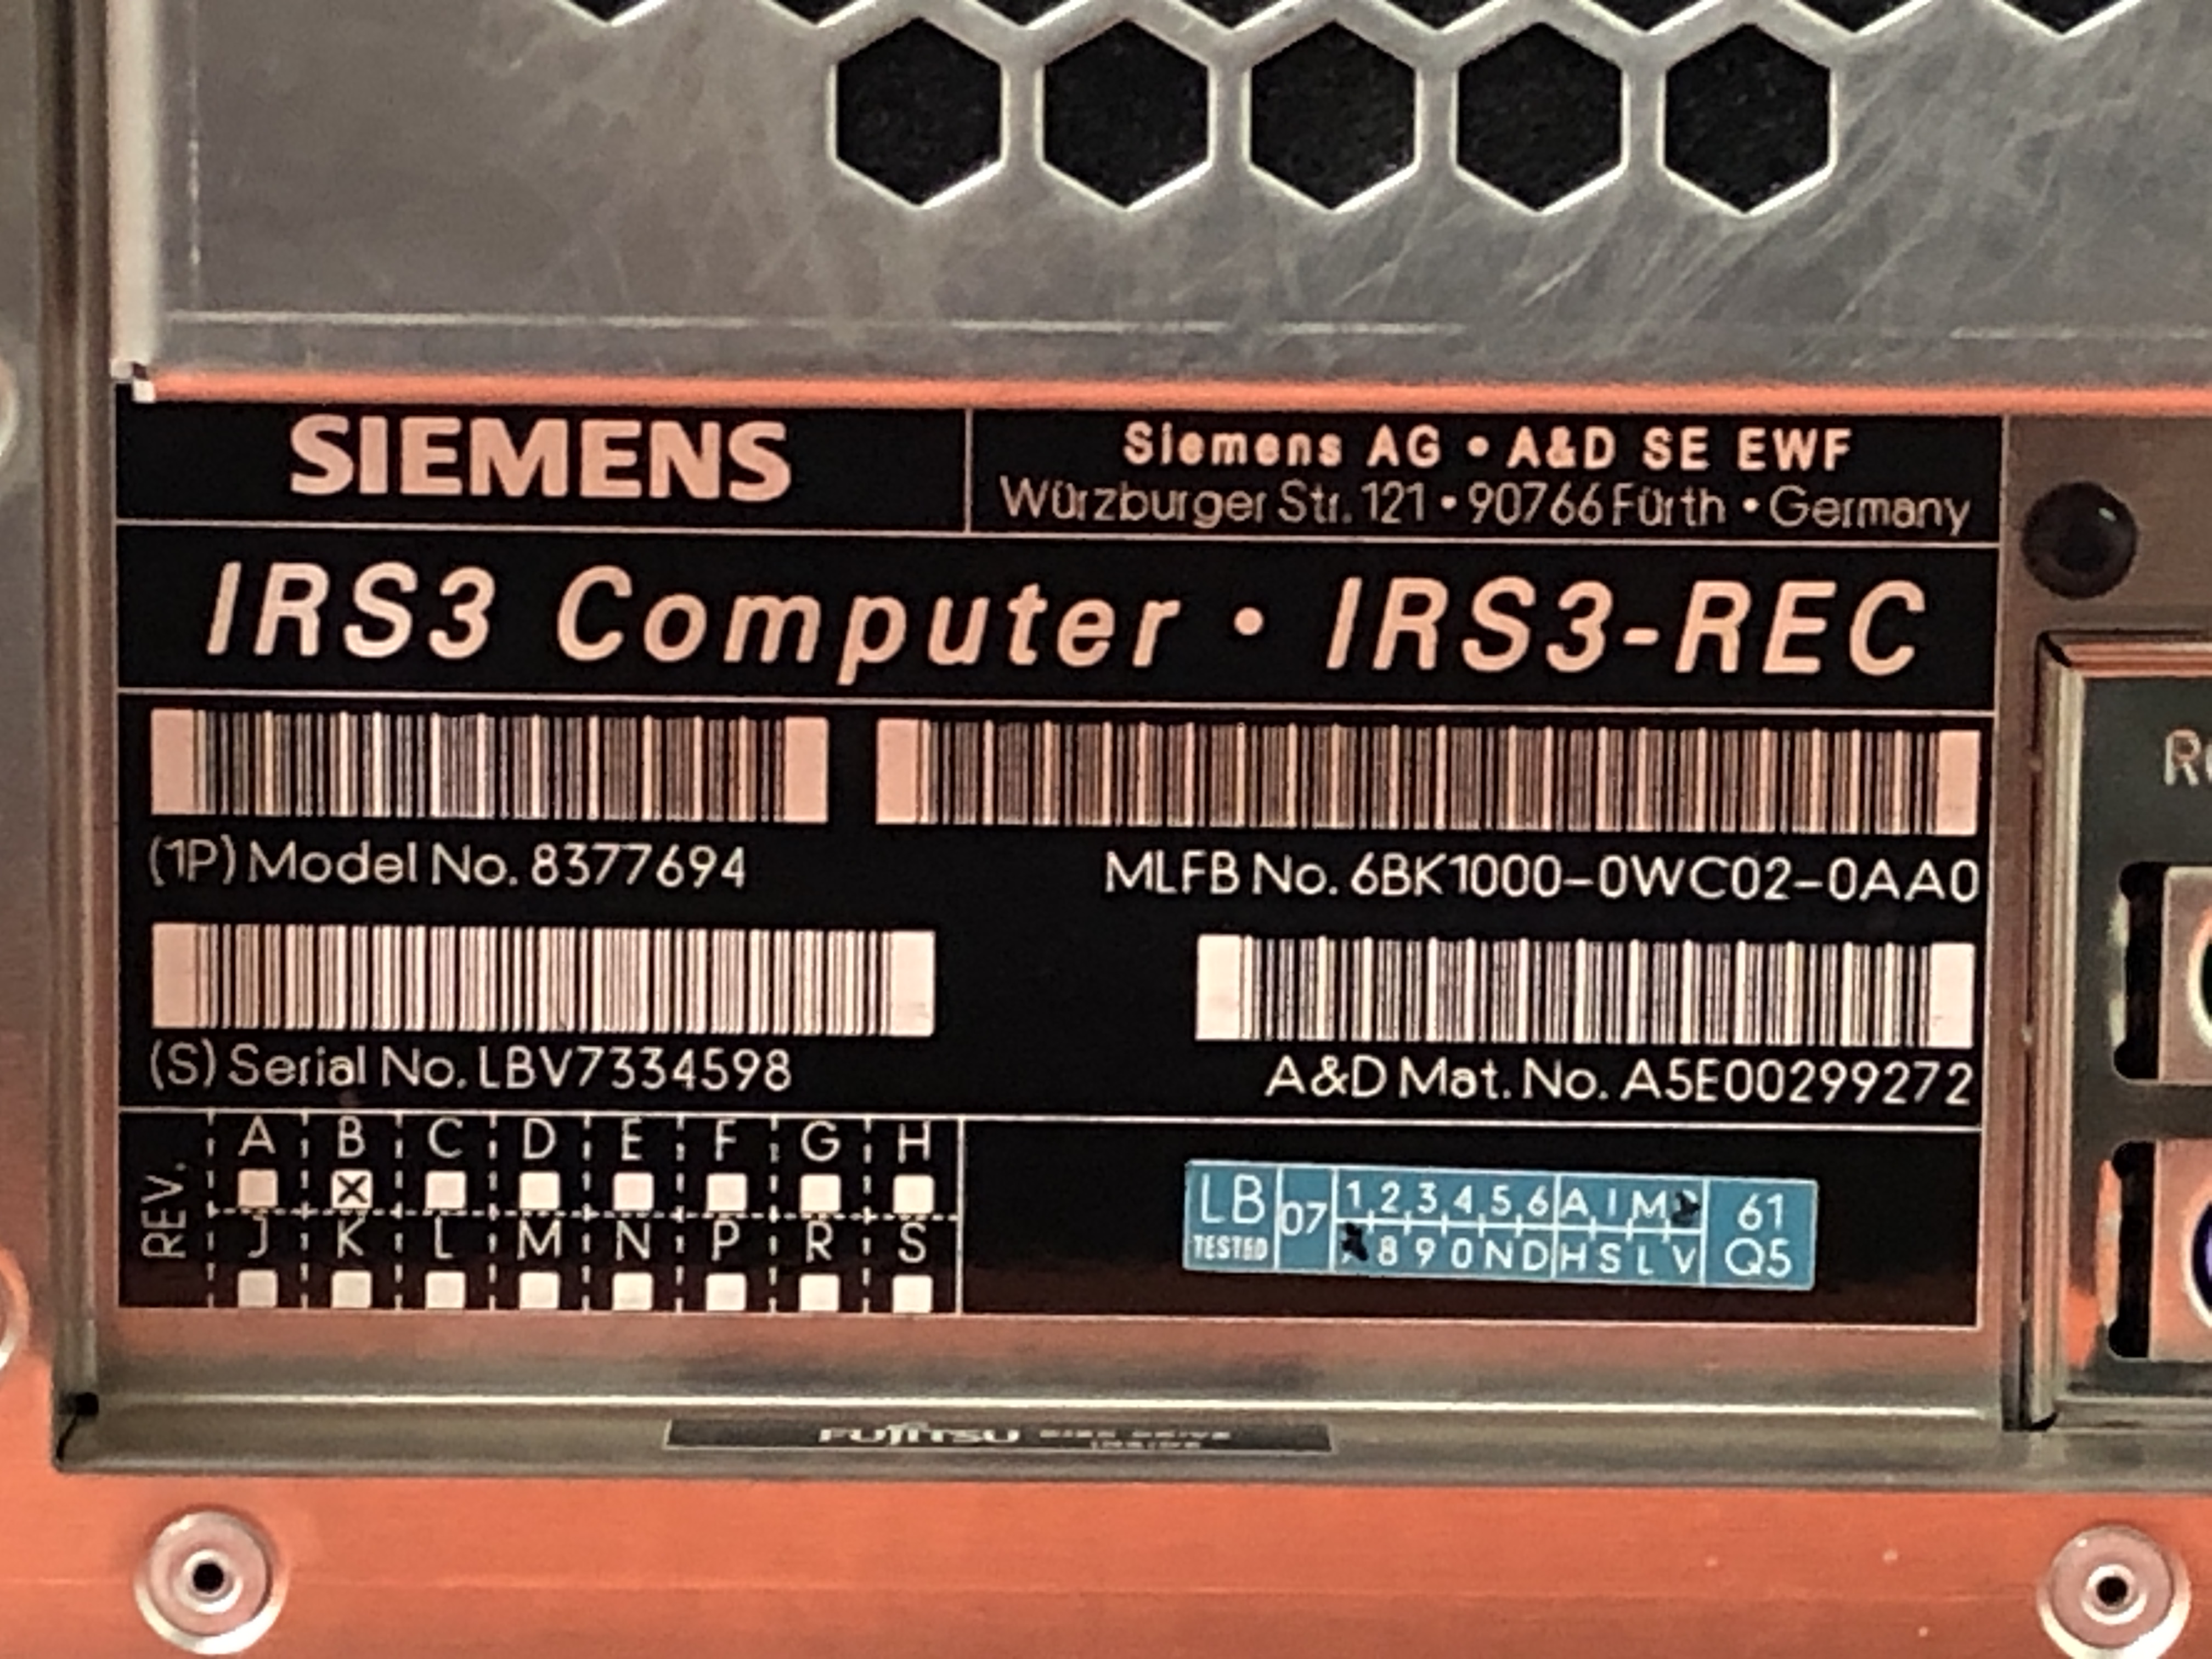 SIEMENS
Siemens AG • A&D SE EWF
Würzburger Str. 121 • 90766 Fürth • Germany
IRS3 Computer • IRS3-REC
(1P) Model No. 8377694
MLFB No. 6BK1000-0WC02-0AA0
(S) Serial No. LBV7334598
A&D Mat. No. A5E00299272
REV.
A B C D E F G H
J K L M N P R S
LB
TESTED
07
1 2 3 4 5 6 A I M
8 9 0 N D H S L V
61
Q5
FUJITSU